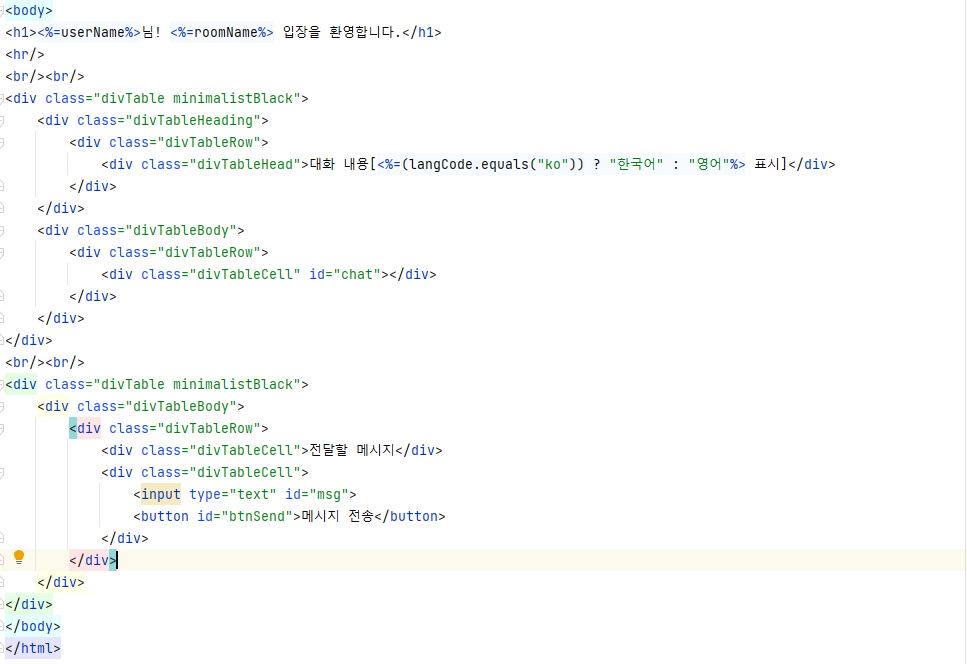 <body>
<h1><%=userName%>님! <%=roomName%> 입장을 환영합니다.</h1>
<hr/>
<br/><br/>
<div class="divTable minimalistBlack">
    <div class="divTableHeading">
        <div class="divTableRow">
            <div class="divTableHead">대화 내용[<%=(langCode.equals("ko")) ? "한국어" : "영어"%> 표시]</div>
        </div>
    </div>
    <div class="divTableBody">
        <div class="divTableRow">
            <div class="divTableCell" id="chat"></div>
        </div>
    </div>
</div>
<br/><br/>
<div class="divTable minimalistBlack">
    <div class="divTableBody">
        <div class="divTableRow">
            <div class="divTableCell">전달할 메시지</div>
            <div class="divTableCell">
                <input type="text" id="msg">
                <button id="btnSend">메시지 전송</button>
            </div>
        </div>
    </div>
</div>
</body>
</html>